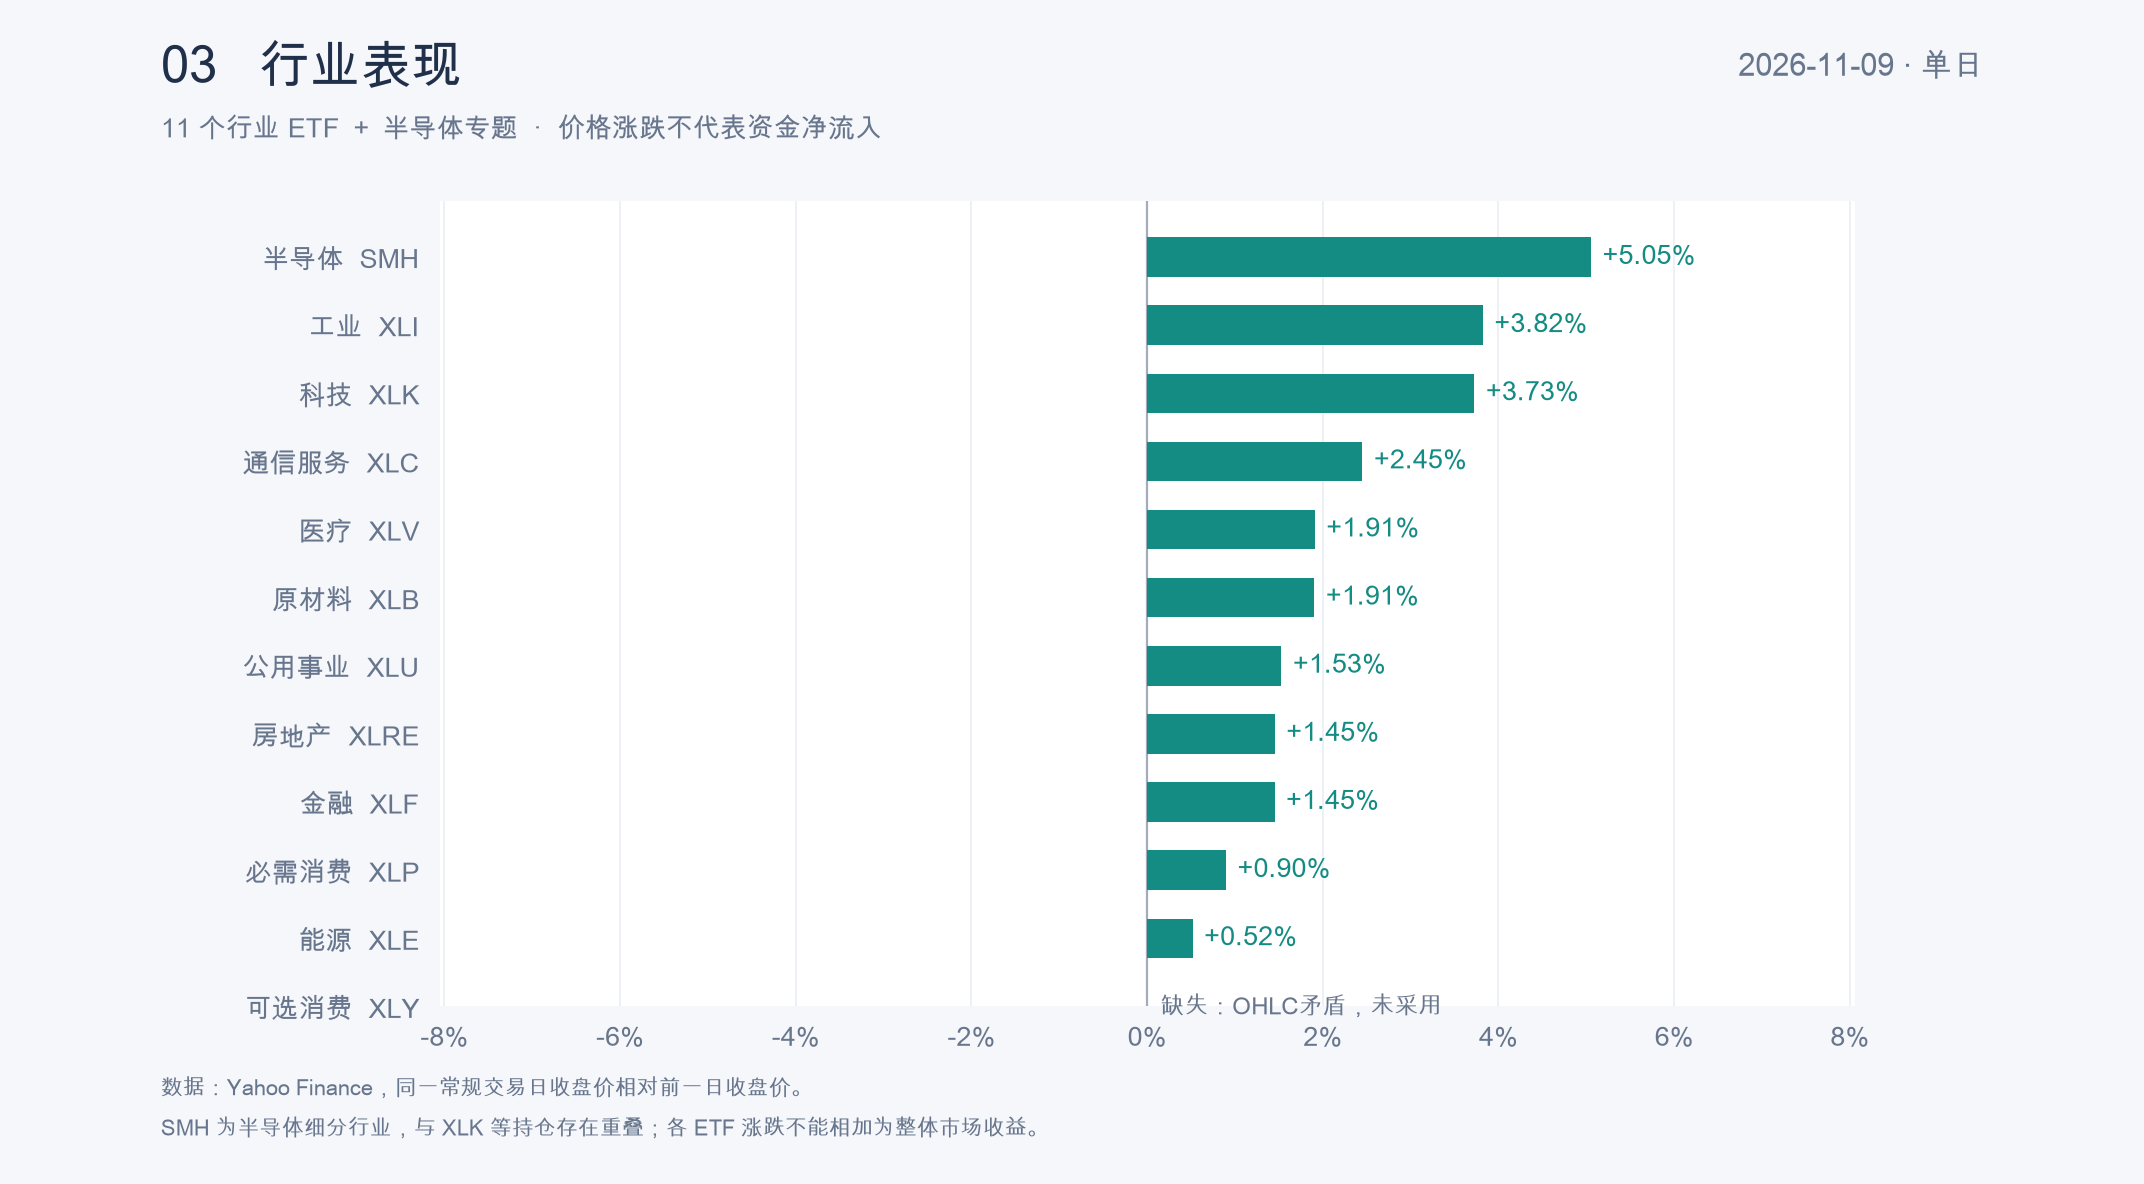 03 行业表现
2026-11-09 · 单日
11 个行业 ETF + 半导体专题 · 价格涨跌不代表资金净流入
半导体 SMH +5.05%
工业 XLI +3.82%
科技 XLK +3.73%
通信服务 XLC +2.45%
医疗 XLV +1.91%
原材料 XLB +1.91%
公用事业 XLU +1.53%
房地产 XLRE +1.45%
金融 XLF +1.45%
必需消费 XLP +0.90%
能源 XLE +0.52%
可选消费 XLY 缺失：OHLC矛盾，未采用
-8% -6% -4% -2% 0% 2% 4% 6% 8%
数据：Yahoo Finance，同一常规交易日收盘价相对前一日收盘价。
SMH 为半导体细分行业，与 XLK 等持仓存在重叠；各 ETF 涨跌不能相加为整体市场收益。